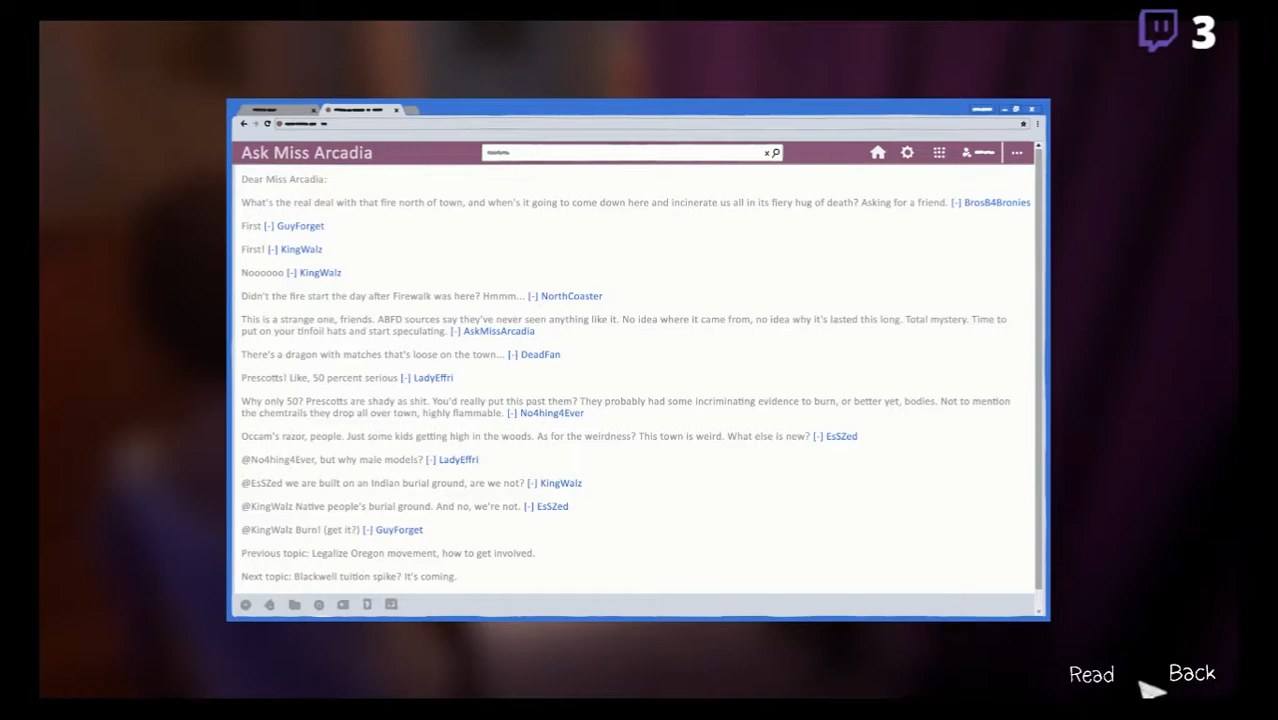 3
Ask Miss Arcadia
Dear Miss Arcadia:
What's the real deal with that fire north of town, and when's it going to come down here and incinerate us all in its fiery hug of death? Asking for a friend. [-] BrosB4Bronies
First [-] GuyForget
First! [-] KingWalz
Noooooo [-] KingWalz
Didn't the fire start the day after Firewalk was here? Hmmm... [-] NorthCoaster
This is a strange one, friends. ABFD sources say they've never seen anything like it. No idea where it came from, no idea why it's lasted this long. Total mystery. Time to
put on your tinfoil hats and start speculating. [-] AskMissArcadia
There's a dragon with matches that's loose on the town... [-] DeadFan
Prescotts! Like, 50 percent serious [-] LadyEffri
Why only 50? Prescotts are shady as shit. You'd really put this past them? They probably had some incriminating evidence to burn, or better yet, bodies. Not to mention
the chemtrails they drop all over town, highly flammable. [-] No4hing4Ever
Occam's razor, people. Just some kids getting high in the woods. As for the weirdness? This town is weird. What else is new? [-] EsSZed
@No4hing4Ever, but why male models? [-] LadyEffri
@EsSZed we are built on an Indian burial ground, are we not? [-] KingWalz
@KingWalz Native people's burial ground. And no, we're not. [-] EsSZed
@KingWalz Burn! (get it?) [-] GuyForget
Previous topic: Legalize Oregon movement, how to get involved.
Next topic: Blackwell tuition spike? It's coming.
Read Back